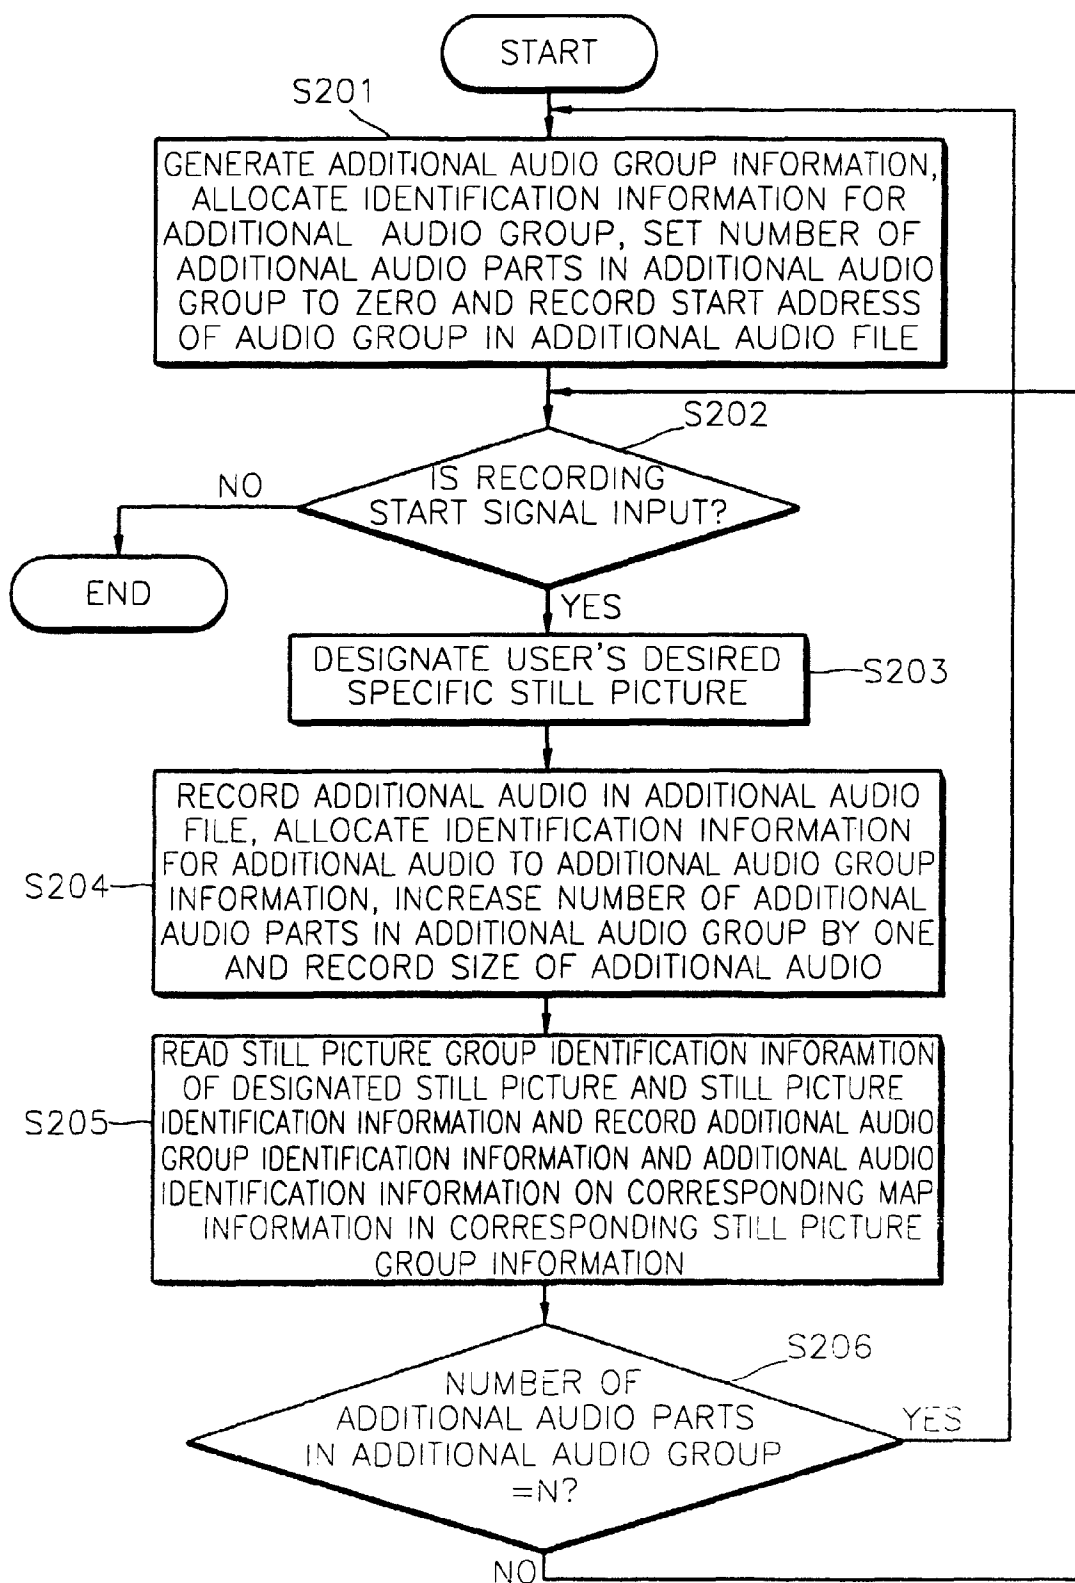 START
S201
GENERATE ADDITIONAL AUDIO GROUP INFORMATION,
ALLOCATE IDENTIFICATION INFORMATION FOR
ADDITIONAL AUDIO GROUP, SET NUMBER OF
ADDITIONAL AUDIO PARTS IN ADDITIONAL AUDIO
GROUP TO ZERO AND RECORD START ADDRESS
OF AUDIO GROUP IN ADDITIONAL AUDIO FILE
S202
IS RECORDING
START SIGNAL INPUT?
NO
END
YES
DESIGNATE USER'S DESIRED
SPECIFIC STILL PICTURE
S203
RECORD ADDITIONAL AUDIO IN ADDITIONAL AUDIO
FILE, ALLOCATE IDENTIFICATION INFORMATION
FOR ADDITIONAL AUDIO TO ADDITIONAL AUDIO GROUP
INFORMATION, INCREASE NUMBER OF ADDITIONAL
AUDIO PARTS IN ADDITIONAL AUDIO GROUP BY ONE
AND RECORD SIZE OF ADDITIONAL AUDIO
S204
READ STILL PICTURE GROUP IDENTIFICATION INFORAMTION
OF DESIGNATED STILL PICTURE AND STILL PICTURE
IDENTIFICATION INFORMATION AND RECORD ADDITIONAL AUDIO
GROUP IDENTIFICATION INFORMATION AND ADDITIONAL AUDIO
IDENTIFICATION INFORMATION ON CORRESPONDING MAP
INFORMATION IN CORRESPONDING STILL PICTURE
GROUP INFORMATION
S205
S206
NUMBER OF
ADDITIONAL AUDIO PARTS
IN ADDITIONAL AUDIO GROUP
=N?
YES
NO